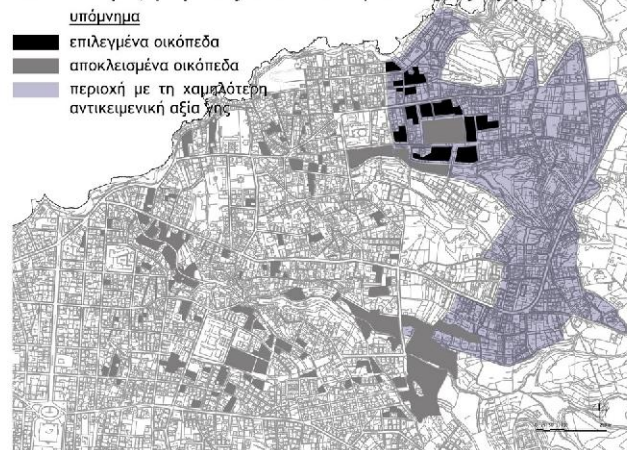 υπόμνημα
επιλεγμένα οικόπεδα
αποκλεισμένα οικόπεδα
περιοχή με τη χαμηλότερη
αντικειμενική αξία γης